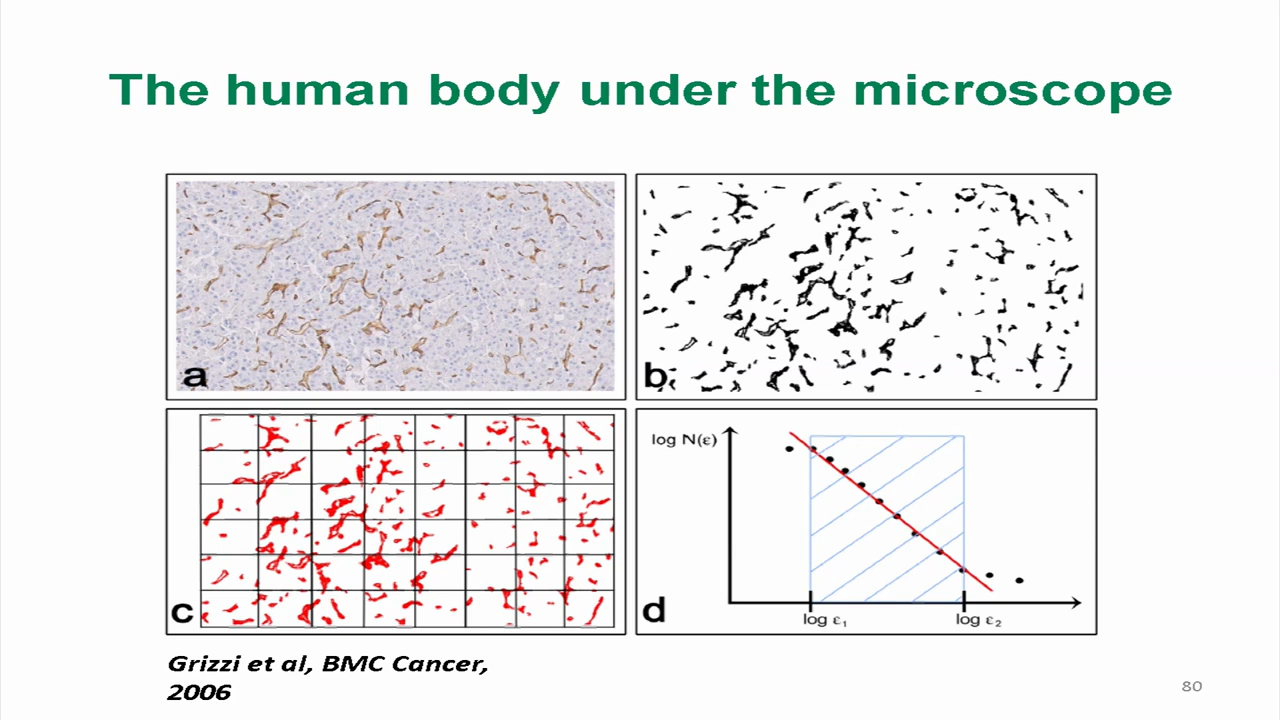 The human body under the microscope
a
b
c
log N(ε)
d
log ε₁
log ε₂
Grizzi et al, BMC Cancer,
2006
80